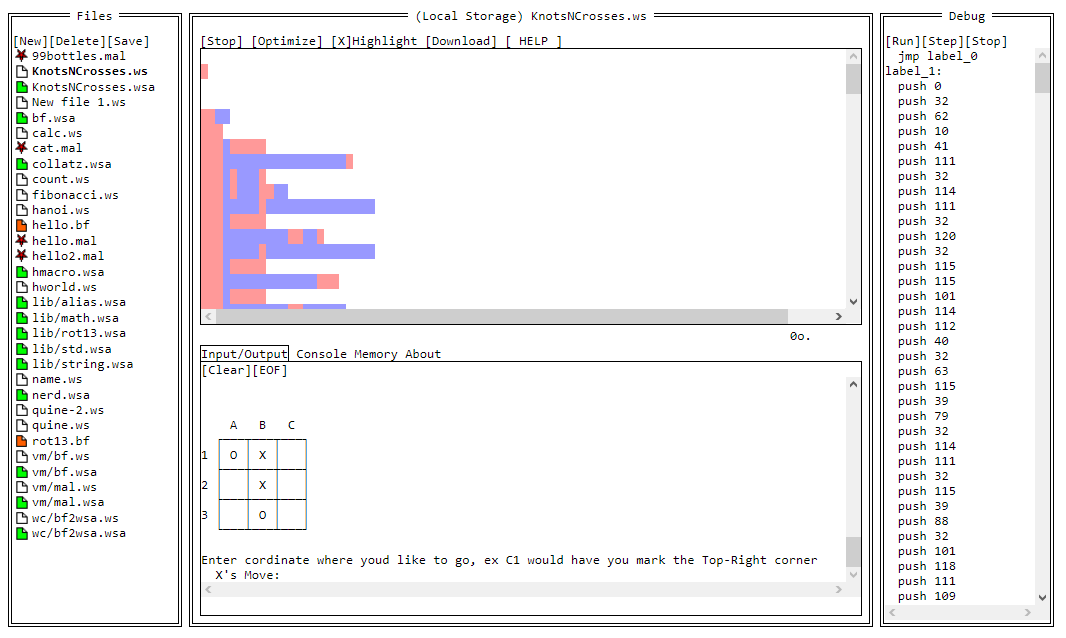 Files
[New][Delete][Save]
99bottles.mal
KnotsNCrosses.ws
KnotsNCrosses.wsa
New file 1.ws
bf.wsa
calc.ws
cat.mal
collatz.wsa
count.ws
fibonacci.ws
hanoi.ws
hello.bf
hello.mal
hello2.mal
hmacro.wsa
hworld.ws
lib/alias.wsa
lib/math.wsa
lib/rot13.wsa
lib/std.wsa
lib/string.wsa
name.ws
nerd.wsa
quine-2.ws
quine.ws
rot13.bf
vm/bf.ws
vm/bf.wsa
vm/mal.ws
vm/mal.wsa
wc/bf2wsa.ws
wc/bf2wsa.wsa
(Local Storage) KnotsNCrosses.ws
[Stop] [Optimize] [X]Highlight [Download] [ HELP ]
0o.
Input/Output Console Memory About
[Clear][EOF]
A B C
1 O X
2 X
3 O
Enter cordinate where youd like to go, ex C1 would have you mark the Top-Right corner
X's Move:
Debug
[Run][Step][Stop]
jmp label_0
label_1:
push 0
push 32
push 62
push 10
push 41
push 111
push 32
push 114
push 111
push 32
push 120
push 32
push 115
push 115
push 101
push 114
push 112
push 40
push 32
push 63
push 115
push 39
push 79
push 32
push 114
push 111
push 32
push 115
push 39
push 88
push 32
push 101
push 118
push 111
push 109